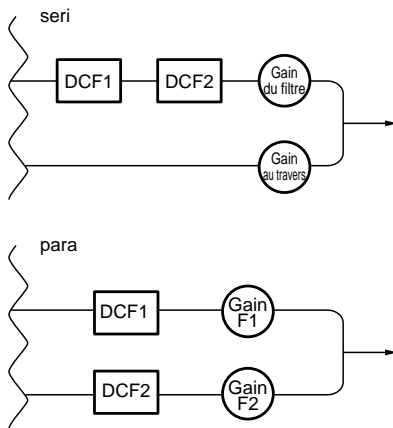 seri
DCF1
DCF2
Gain
du filtre
Gain
au travers
para
DCF1
Gain
F1
DCF2
Gain
F2